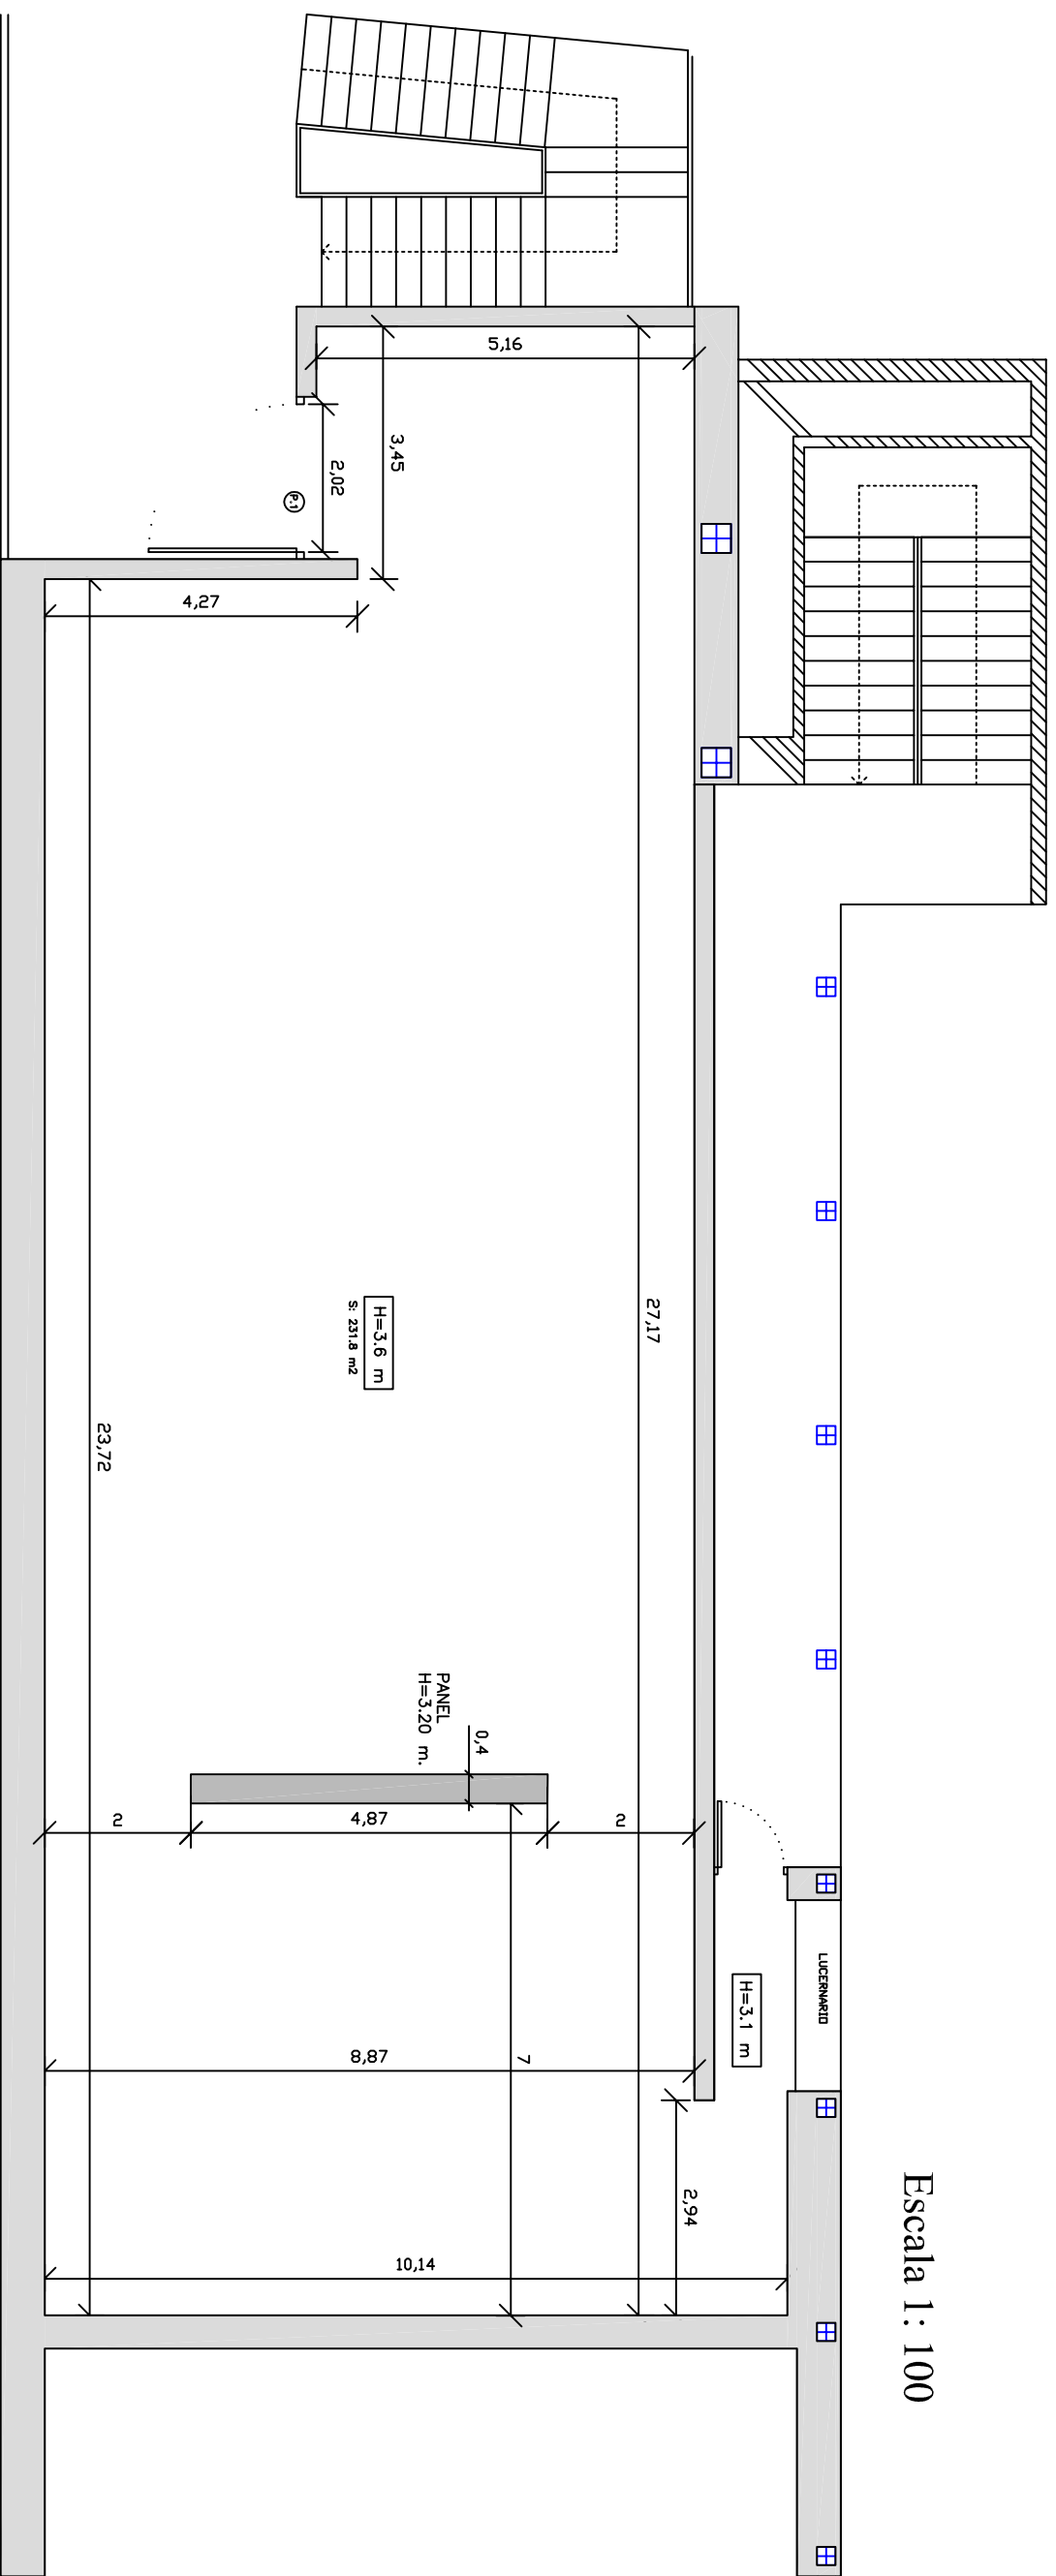 Escala 1: 100
5,16
3,45
2,02
P.1
4,27
27,17
H=3.6 m
S: 231.8 m2
23,72
PANEL
H=3.20 m.
0,4
2
4,87
2
LUCERNARIO
H=3.1 m
8,87
7
2,94
10,14